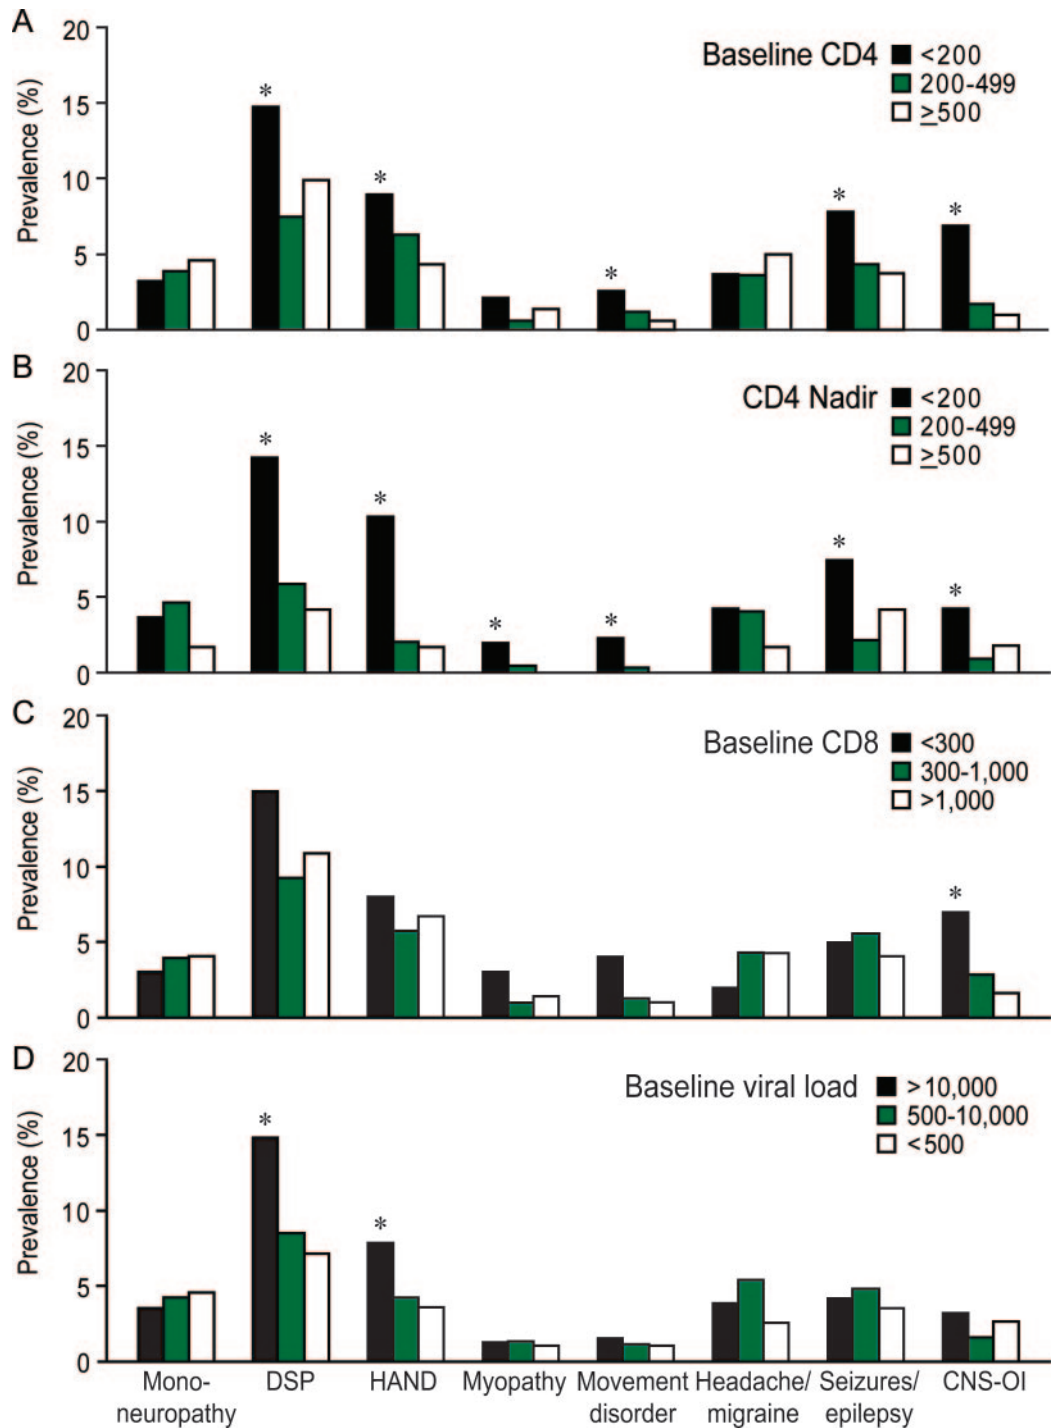 A
20
15
10
5
0
Prevalence (%)
Baseline CD4
<200
200-499
≥500
*
*
*
*
*
B
20
15
10
5
0
Prevalence (%)
CD4 Nadir
<200
200-499
≥500
*
*
*
*
*
*
C
20
15
10
5
0
Prevalence (%)
Baseline CD8
<300
300-1,000
>1,000
*
D
20
15
10
5
0
Prevalence (%)
Baseline viral load
>10,000
500-10,000
<500
*
*
Mono-
neuropathy
DSP
HAND
Myopathy
Movement
disorder
Headache/
migraine
Seizures/
epilepsy
CNS-OI